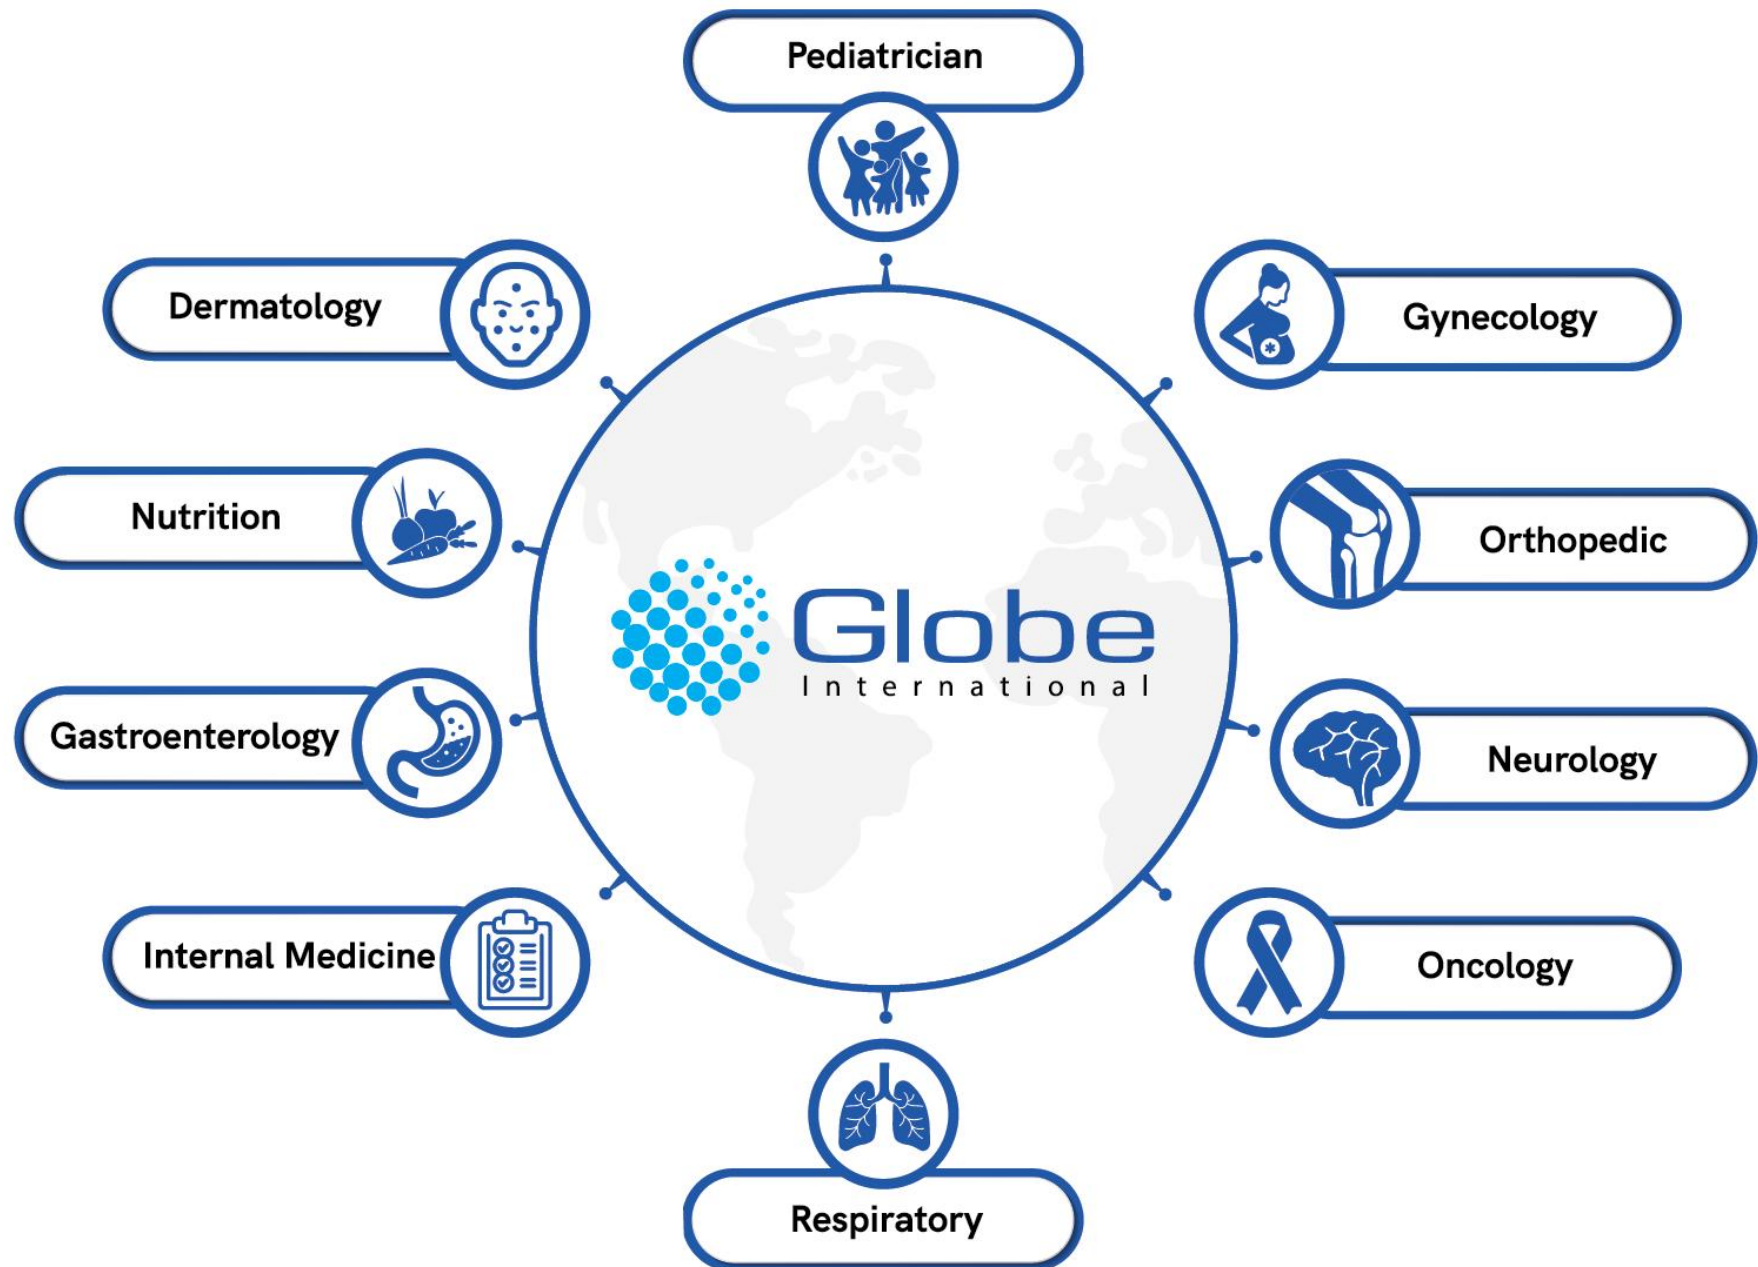 Pediatrician
Dermatology
Gynecology
Nutrition
Orthopedic
Globe
International
Gastroenterology
Neurology
Internal Medicine
Oncology
Respiratory